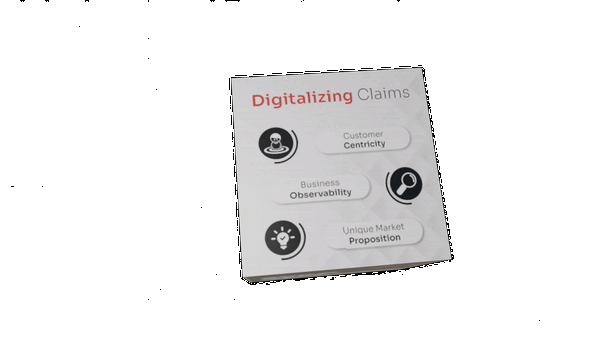 Digitalizing Claims
Customer
Centricity
Business
Observability
Unique Market
Proposition